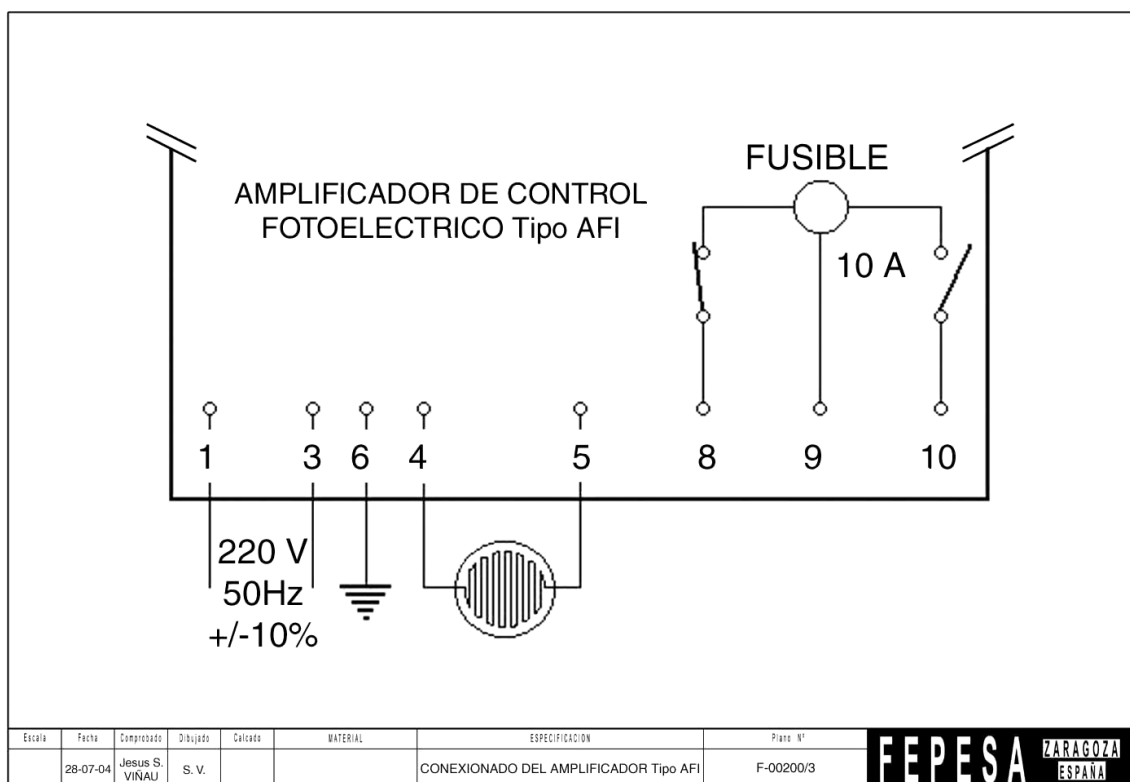 AMPLIFICADOR DE CONTROL
FOTOELECTRICO Tipo AFI
FUSIBLE
10 A
1 3 6 4 5 8 9 10
220 V
50Hz
+/-10%
Escala Fecha Comprobado Dibujado Calcado MATERIAL ESPECIFICACION Plano Nº
28-07-04 Jesus S. VIÑAU S. V. CONEXIONADO DEL AMPLIFICADOR Tipo AFI F-00200/3
FEPESA ZARAGOZA
ESPAÑA